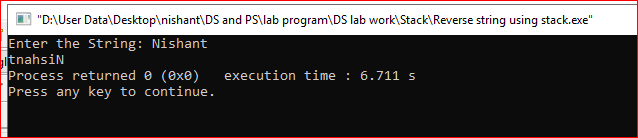 "D:\User Data\Desktop\nishant\DS and PS\lab program\DS lab work\Stack\Reverse string using stack.exe"
Enter the String: Nishant
tnahsiN
Process returned 0 (0x0)   execution time : 6.711 s
Press any key to continue.